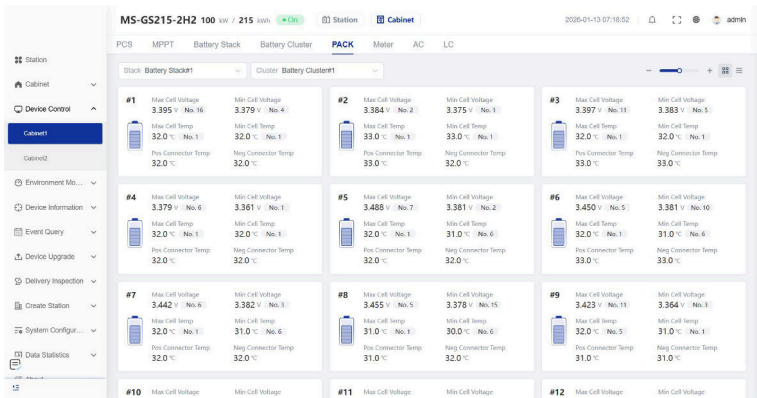 MS-GS215-2H2 100 kW / 215 kWh On Station Cabinet 2026-01-13 07:18:52 admin
PCS MPPT Battery Stack Battery Cluster PACK Meter AC LC
Station
Cabinet
Device Control
Cabinet1
Cabinet2
Environment Mo...
Device Information
Event Query
Device Upgrade
Delivery Inspection
Create Station
System Configur...
Data Statistics
About
Stack Battery Stack#1 Cluster Battery Cluster#1
#1
Max Cell Voltage Min Cell Voltage
3.395 V No. 16 3.379 V No. 4
Max Cell Temp Min Cell Temp
32.0 ℃ No. 1 32.0 ℃ No. 1
Pos Connector Temp Neg Connector Temp
32.0 ℃ 32.0 ℃
#2
Max Cell Voltage Min Cell Voltage
3.384 V No. 2 3.375 V No. 1
Max Cell Temp Min Cell Temp
33.0 ℃ No. 1 33.0 ℃ No. 1
Pos Connector Temp Neg Connector Temp
33.0 ℃ 32.0 ℃
#3
Max Cell Voltage Min Cell Voltage
3.397 V No. 11 3.383 V No. 5
Max Cell Temp Min Cell Temp
32.0 ℃ No. 1 32.0 ℃ No. 1
Pos Connector Temp Neg Connector Temp
33.0 ℃ 33.0 ℃
#4
Max Cell Voltage Min Cell Voltage
3.379 V No. 6 3.361 V No. 1
Max Cell Temp Min Cell Temp
32.0 ℃ No. 1 32.0 ℃ No. 1
Pos Connector Temp Neg Connector Temp
32.0 ℃ 32.0 ℃
#5
Max Cell Voltage Min Cell Voltage
3.488 V No. 7 3.381 V No. 2
Max Cell Temp Min Cell Temp
32.0 ℃ No. 1 31.0 ℃ No. 6
Pos Connector Temp Neg Connector Temp
32.0 ℃ 32.0 ℃
#6
Max Cell Voltage Min Cell Voltage
3.450 V No. 5 3.381 V No. 10
Max Cell Temp Min Cell Temp
32.0 ℃ No. 1 31.0 ℃ No. 6
Pos Connector Temp Neg Connector Temp
33.0 ℃ 33.0 ℃
#7
Max Cell Voltage Min Cell Voltage
3.442 V No. 6 3.382 V No. 3
Max Cell Temp Min Cell Temp
32.0 ℃ No. 1 31.0 ℃ No. 6
Pos Connector Temp Neg Connector Temp
32.0 ℃ 32.0 ℃
#8
Max Cell Voltage Min Cell Voltage
3.455 V No. 5 3.378 V No. 15
Max Cell Temp Min Cell Temp
31.0 ℃ No. 1 30.0 ℃ No. 6
Pos Connector Temp Neg Connector Temp
31.0 ℃ 32.0 ℃
#9
Max Cell Voltage Min Cell Voltage
3.423 V No. 11 3.364 V No. 3
Max Cell Temp Min Cell Temp
32.0 ℃ No. 5 31.0 ℃ No. 1
Pos Connector Temp Neg Connector Temp
31.0 ℃ 31.0 ℃
#10 Max Cell Voltage Min Cell Voltage
#11 Max Cell Voltage Min Cell Voltage
#12 Max Cell Voltage Min Cell Voltage